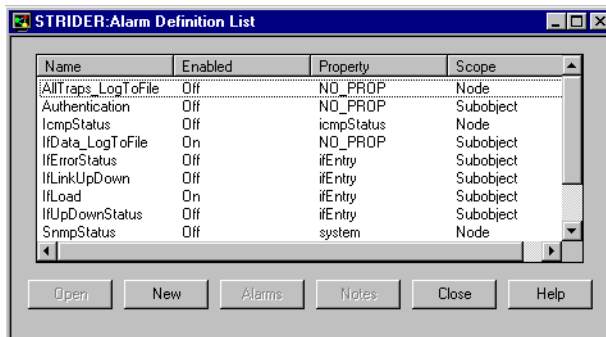 STRIDER:Alarm Definition List
Name Enabled Property Scope
AllTraps_LogToFile Off NO_PROP Node
Authentication Off NO_PROP Subobject
IcmpStatus Off icmpStatus Node
IfData_LogToFile On NO_PROP Subobject
IfErrorStatus Off ifEntry Subobject
IfLinkUpDown Off ifEntry Subobject
IfLoad On ifEntry Subobject
IfUpDownStatus Off ifEntry Subobject
SnmpStatus Off system Node
Open New Alarms Notes Close Help